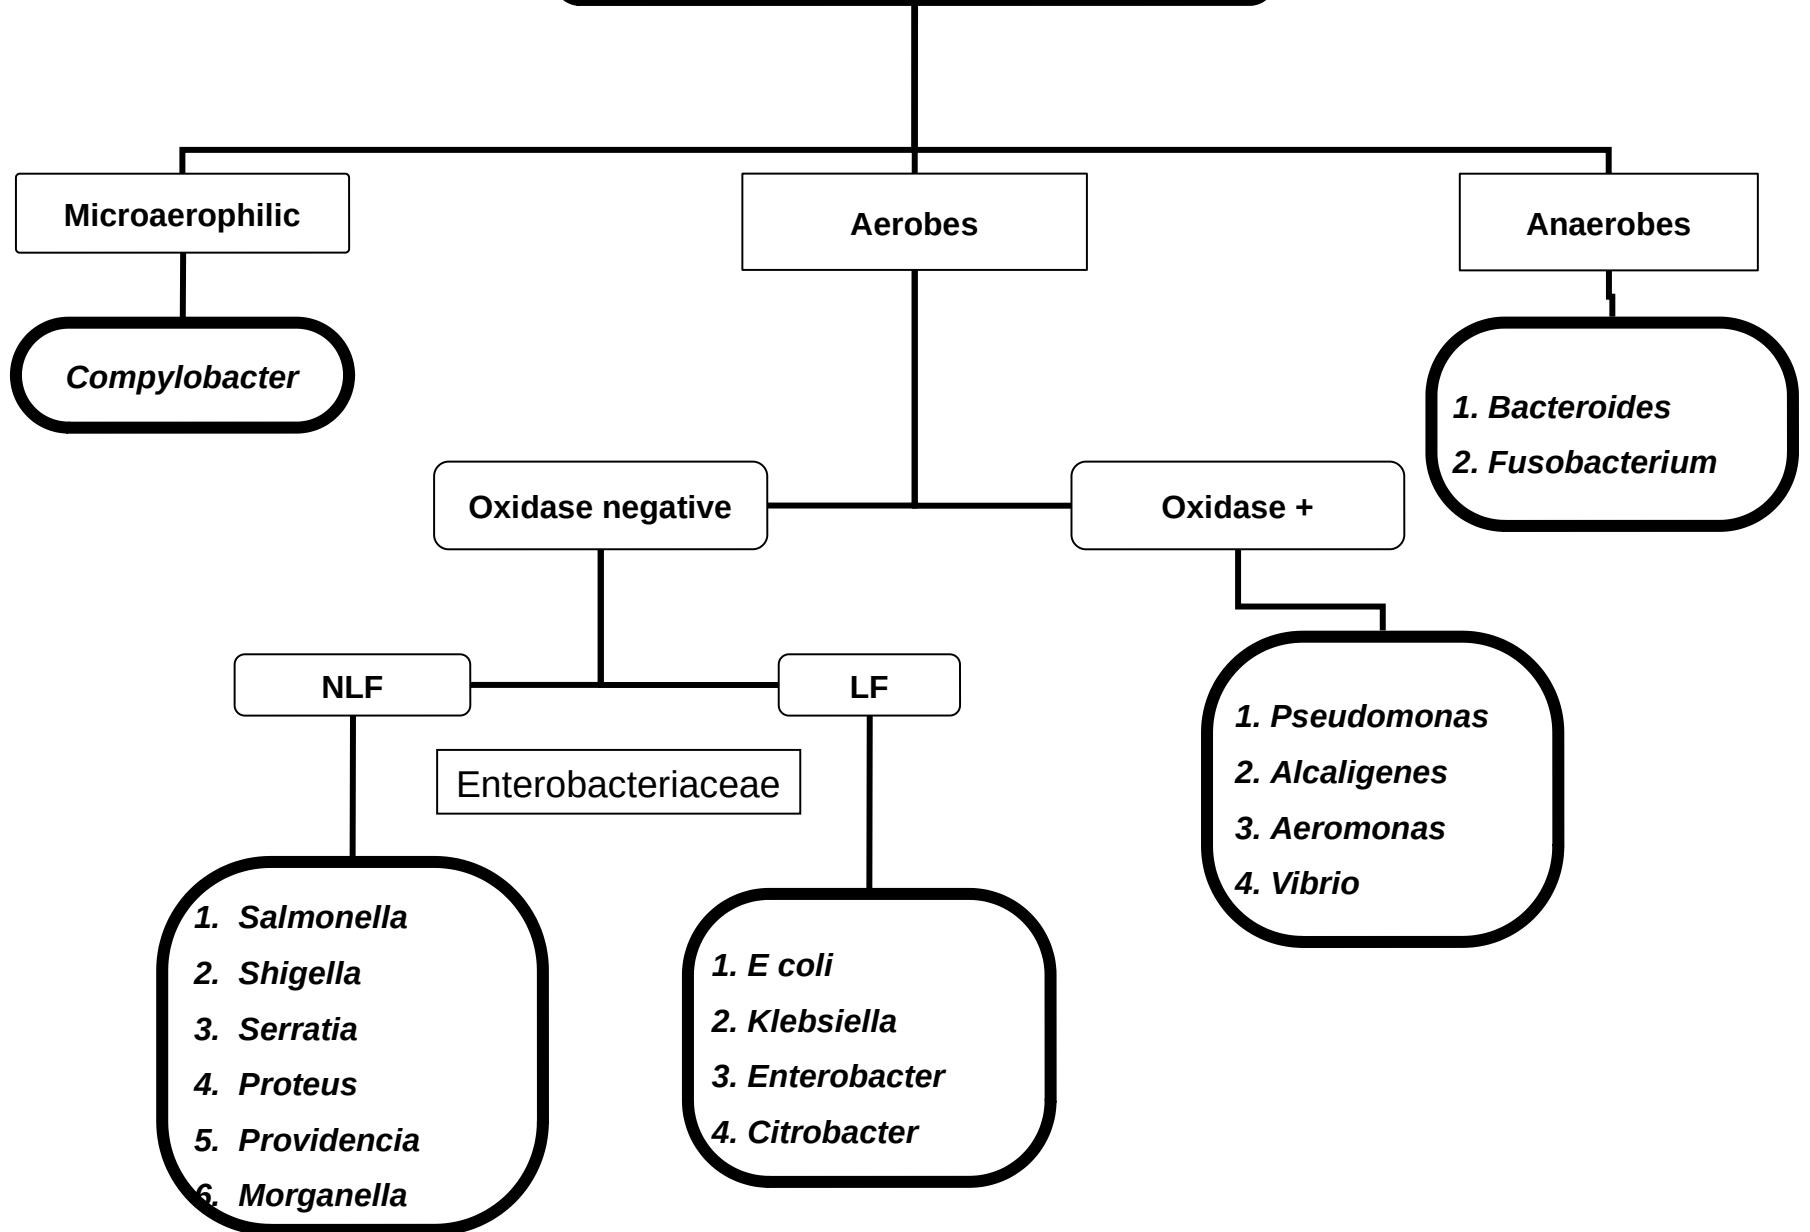 Microaerophilic
Aerobes
Anaerobes
Compylobacter
1. Bacteroides
2. Fusobacterium
Oxidase negative
Oxidase +
NLF
LF
Enterobacteriaceae
1. Pseudomonas
2. Alcaligenes
3. Aeromonas
4. Vibrio
1. Salmonella
2. Shigella
3. Serratia
4. Proteus
5. Providencia
6. Morganella
1. E coli
2. Klebsiella
3. Enterobacter
4. Citrobacter